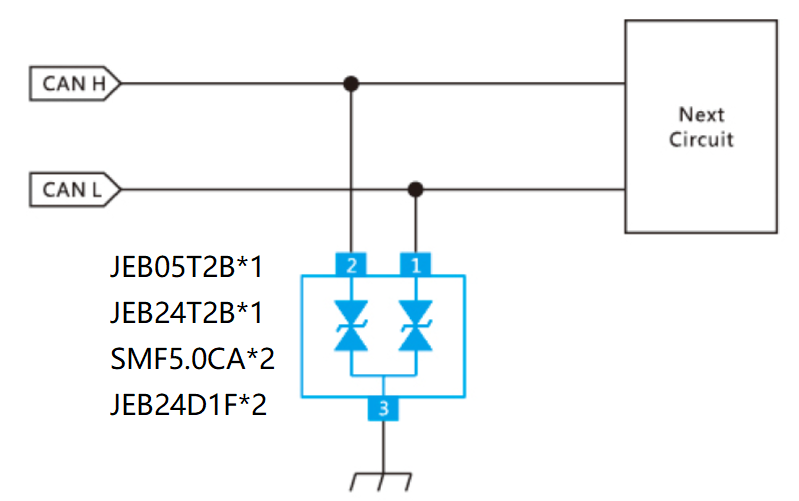 CAN H
Next
Circuit
CAN L
2
1
JEB05T2B*1
JEB24T2B*1
SMF5.0CA*2
JEB24D1F*2
3